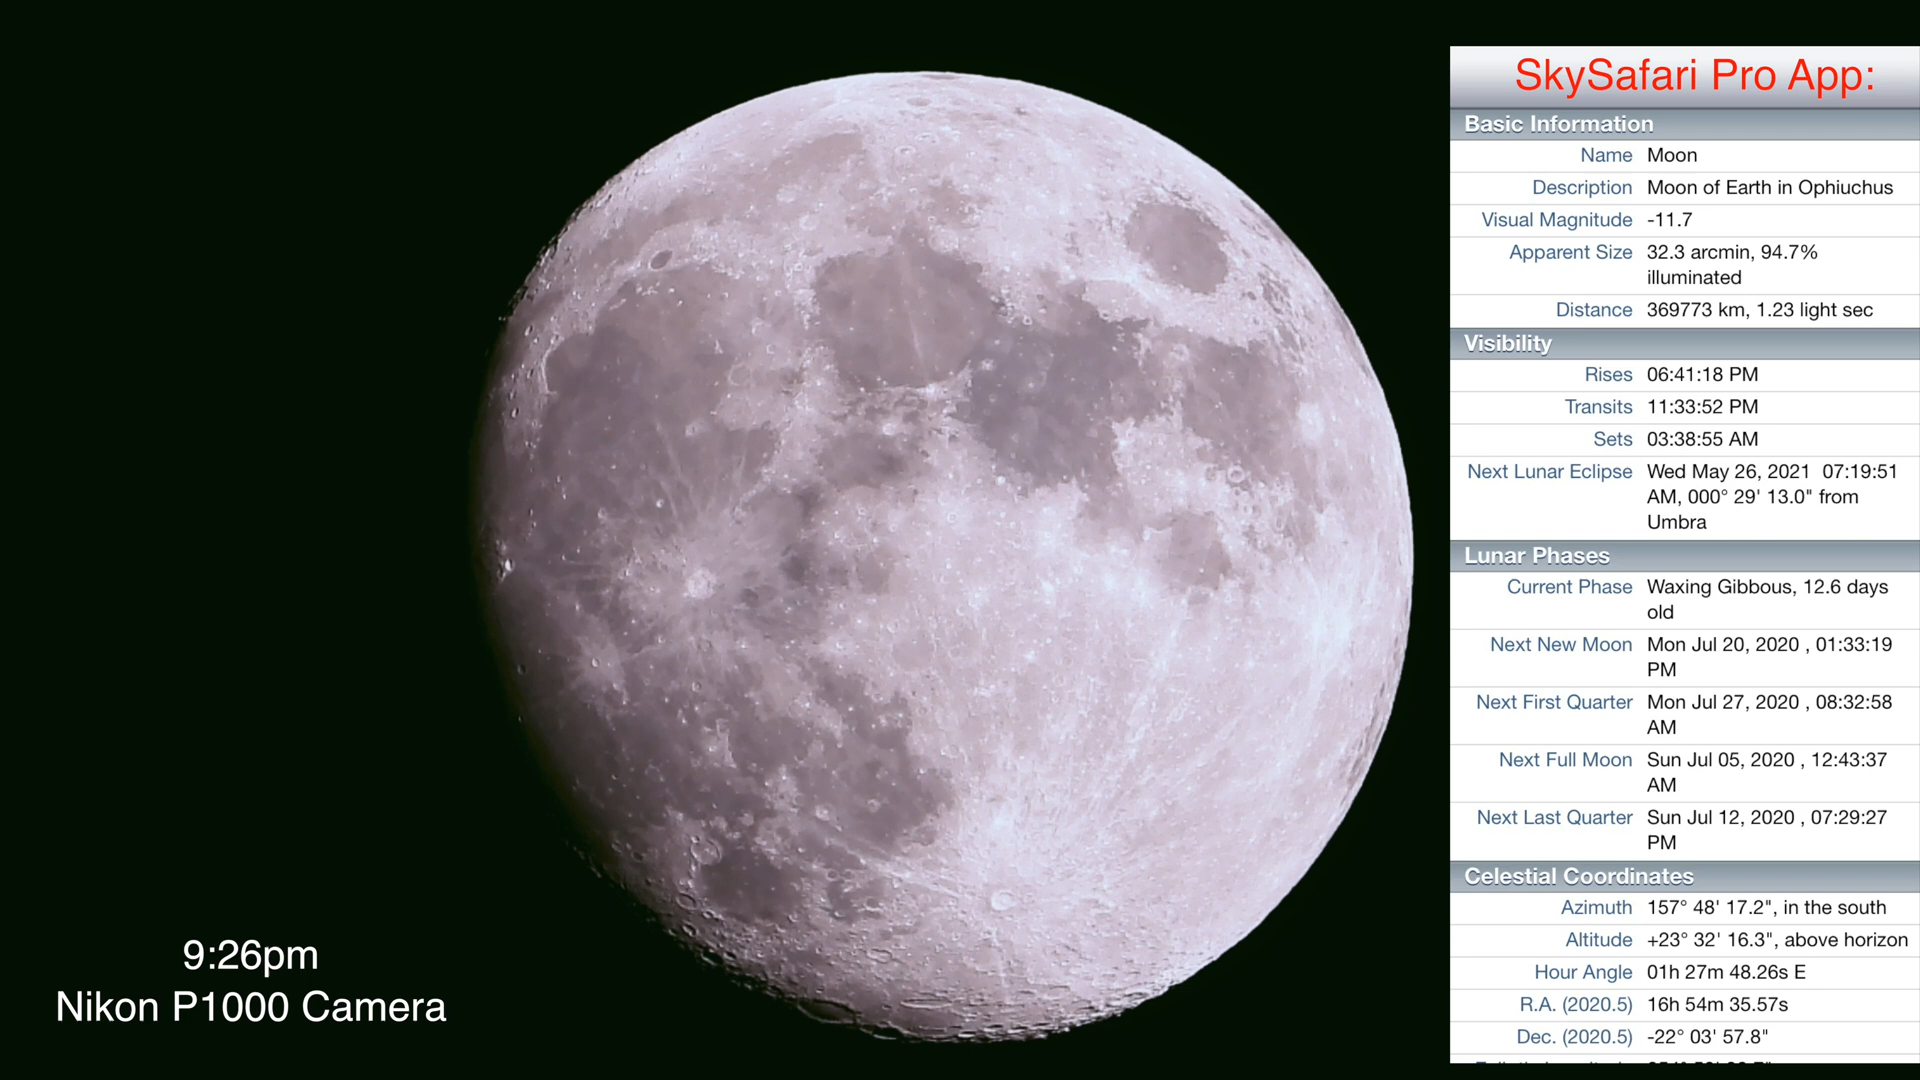 SkySafari Pro App:
Basic Information
Name Moon
Description Moon of Earth in Ophiuchus
Visual Magnitude -11.7
Apparent Size 32.3 arcmin, 94.7%
illuminated
Distance 369773 km, 1.23 light sec
Visibility
Rises 06:41:18 PM
Transits 11:33:52 PM
Sets 03:38:55 AM
Next Lunar Eclipse Wed May 26, 2021 07:19:51
AM, 000° 29' 13.0" from
Umbra
Lunar Phases
Current Phase Waxing Gibbous, 12.6 days
old
Next New Moon Mon Jul 20, 2020 , 01:33:19
PM
Next First Quarter Mon Jul 27, 2020 , 08:32:58
AM
Next Full Moon Sun Jul 05, 2020 , 12:43:37
AM
Next Last Quarter Sun Jul 12, 2020 , 07:29:27
PM
Celestial Coordinates
Azimuth 157° 48' 17.2", in the south
Altitude +23° 32' 16.3", above horizon
Hour Angle 01h 27m 48.26s E
R.A. (2020.5) 16h 54m 35.57s
Dec. (2020.5) -22° 03' 57.8"
9:26pm
Nikon P1000 Camera